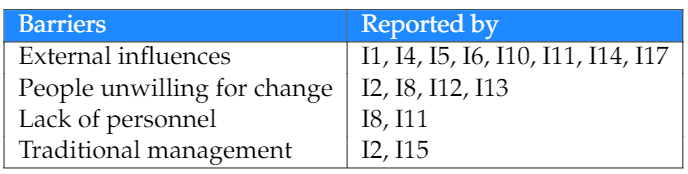 Barriers Reported by
External influences I1, I4, I5, I6, I10, I11, I14, I17
People unwilling for change I2, I8, I12, I13
Lack of personnel I8, I11
Traditional management I2, I15